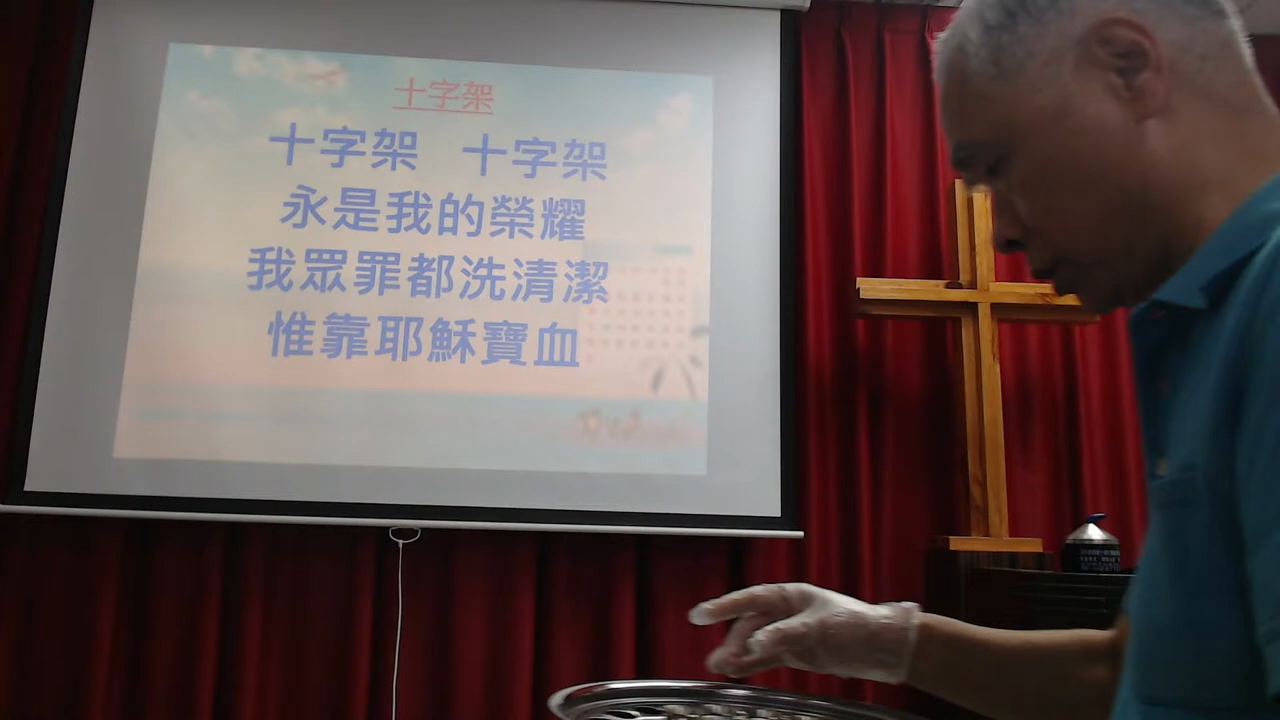 十字架
十字架 十字架
永是我的榮耀
我眾罪都洗清潔
惟靠耶穌寶血